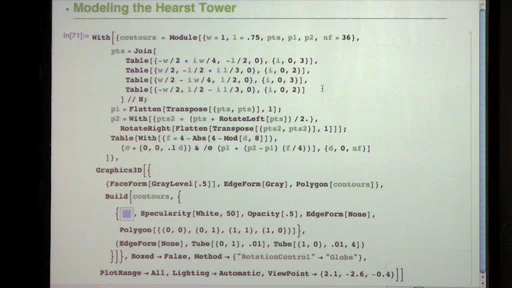 • Modeling the Hearst Tower
In[71]:= With[{contours = Module[{w = 1, l = .75, pts, p1, p2, nf = 36},
pts = Join[
Table[{-w/2 + i w/4, -l/2, 0}, {i, 0, 3}],
Table[{w/2, -l/2 + i l/3, 0}, {i, 0, 2}],
Table[{w/2 - i w/4, l/2, 0}, {i, 0, 3}],
Table[{-w/2, l/2 - i l/3, 0}, {i, 0, 2}]
] // N;
p1 = Flatten[Transpose[{pts, pts}], 1];
p2 = With[{pts2 = (pts + RotateLeft[pts]) / 2.},
RotateRight[Flatten[Transpose[{pts2, pts2}], 1]]];
Table[With[{f = 4 - Abs[4 - Mod[d, 8]]},
(# + {0, 0, .1 d}) & /@ (p1 + (p2 - p1) (f/4))], {d, 0, nf}]
]},
Graphics3D[{
{FaceForm[GrayLevel[.5]], EdgeForm[Gray], Polygon[contours]},
Build[contours, {
{ , Specularity[White, 50], Opacity[.5], EdgeForm[None],
Polygon[{{0, 0}, {0, 1}, {1, 1}, {1, 0}}]},
{EdgeForm[None], Tube[{0, 1}, .01], Tube[{1, 0}, .01, 4]}
}]}, Boxed → False, Method → {"RotationControl" → "Globe"},
PlotRange → All, Lighting → Automatic, ViewPoint → {2.1, -2.6, -0.4}]]